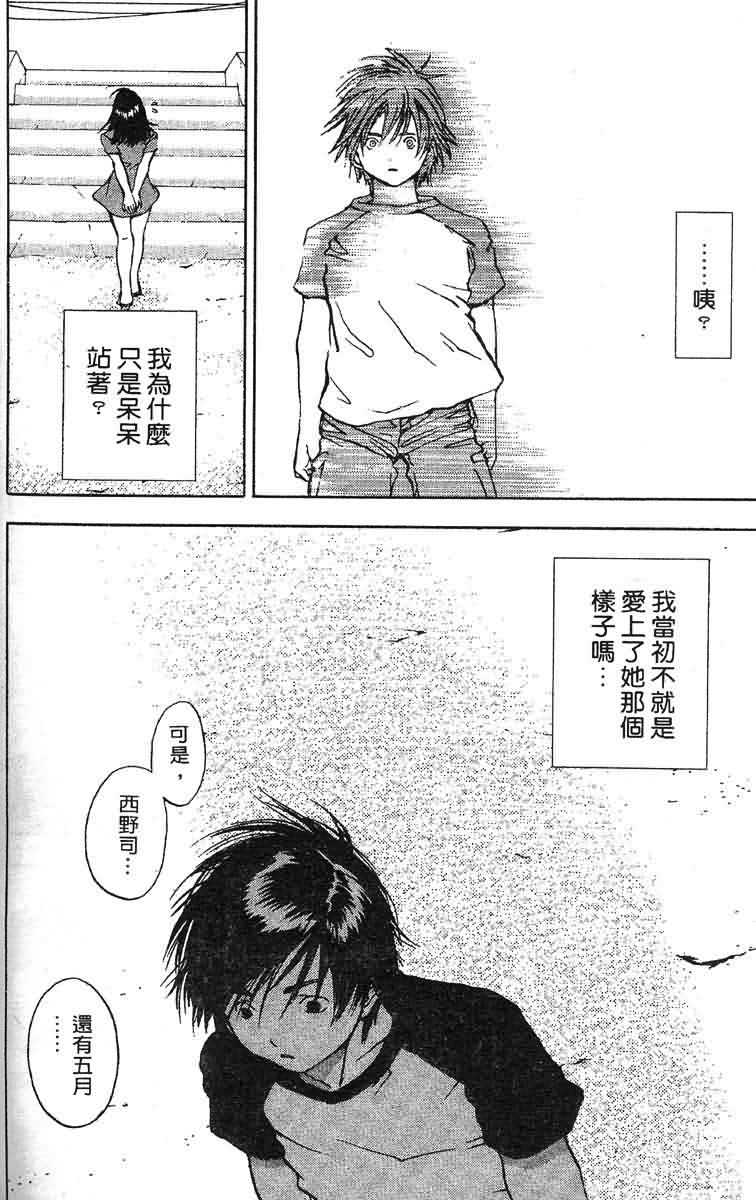 ……咦？
我為什麼
只是呆呆
站著？
我當初不就是
愛上了她那個
樣子嗎…
可是，
西野司…
還有五月
……